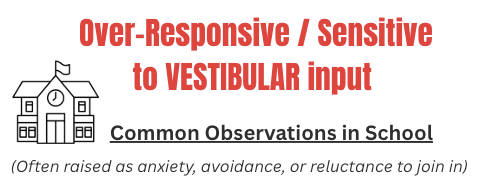 Over-Responsive / Sensitive
to VESTIBULAR input
Common Observations in School
(Often raised as anxiety, avoidance, or reluctance to join in)